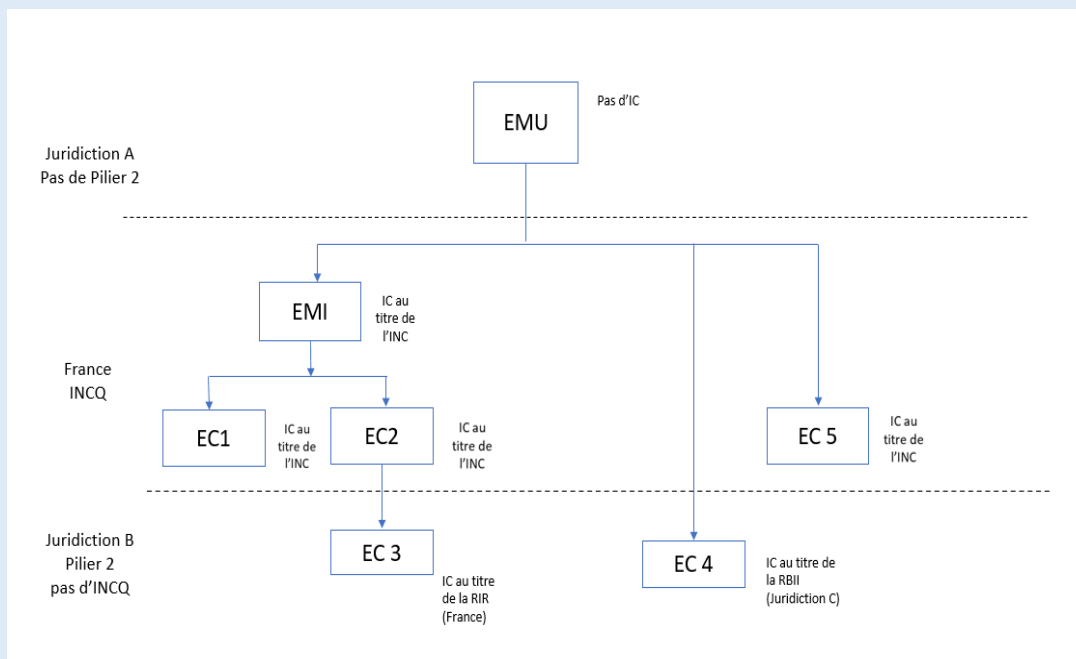 EMU
Pas d’IC
Juridiction A
Pas de Pilier 2
EMI
IC au
titre de
l’INC
France
INCQ
EC1
IC au
titre de
l’INC
EC2
IC au
titre de
l’INC
EC 5
IC au
titre de
l’INC
Juridiction B
Pilier 2
pas d’INCQ
EC 3
IC au titre
de la RIR
(France)
EC 4
IC au titre de
la RBII
(Juridiction C)